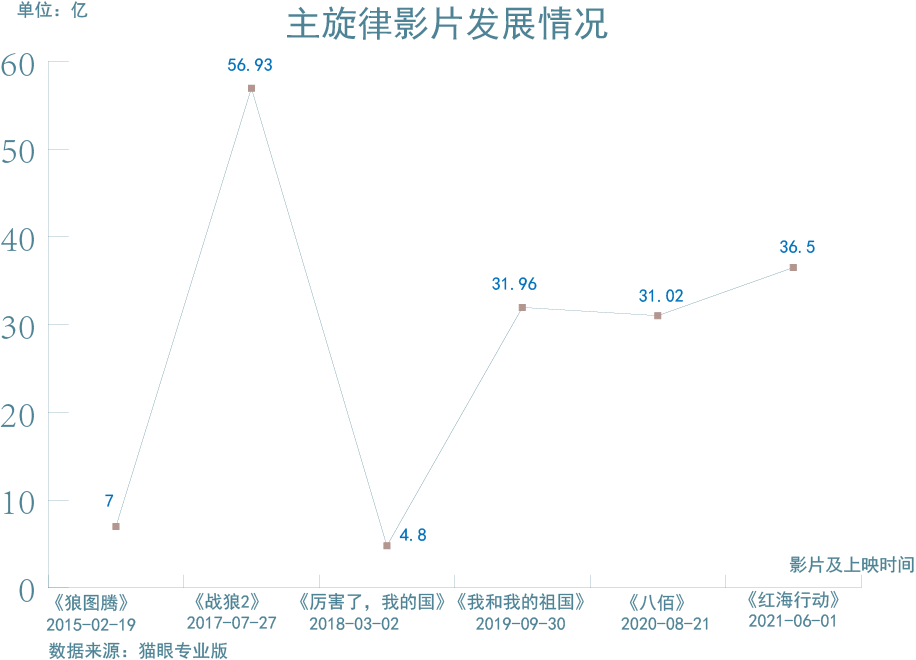 单位：亿
主旋律影片发展情况
60
50
40
30
20
10
0
7
56.93
4.8
31.96
31.02
36.5
影片及上映时间
《狼图腾》 《战狼2》 《厉害了，我的国》 《我和我的祖国》 《八佰》 《红海行动》
2015-02-19 2017-07-27 2018-03-02 2019-09-30 2020-08-21 2021-06-01
数据来源：猫眼专业版